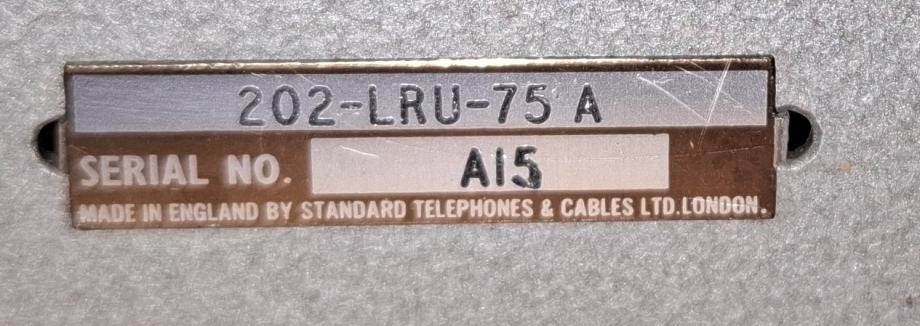 202-LRU-75 A
SERIAL NO. A15
MADE IN ENGLAND BY STANDARD TELEPHONES & CABLES LTD. LONDON.